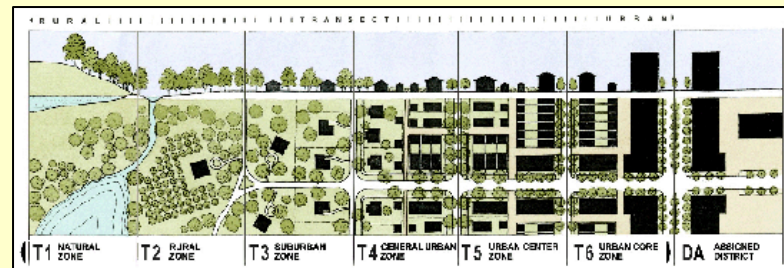 RURAL TRANSECT URBAN
T1 NATURAL ZONE
T2 RURAL ZONE
T3 SUBURBAN ZONE
T4 GENERAL URBAN ZONE
T5 URBAN CENTER ZONE
T6 URBAN CORE ZONE
DA ASSIGNED DISTRICT